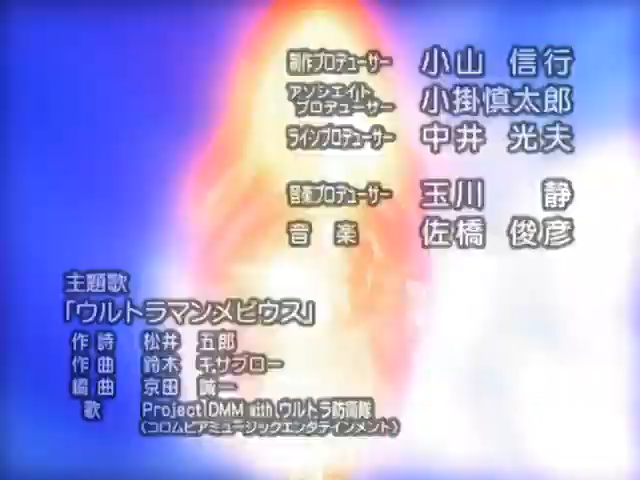 制作プロデューサー 小山 信行
アソシエイト
プロデューサー 小掛慎太郎
ラインプロデューサー 中井 光夫
音楽プロデューサー 玉川 静
音楽 佐橋 俊彦
主題歌
「ウルトラマンメビウス」
作詩 松井 五郎
作曲 鈴木 キサブロー
編曲 京田 誠一
歌 Project DMM with ウルトラ防衛隊
(コロムビアミュージックエンタテインメント)